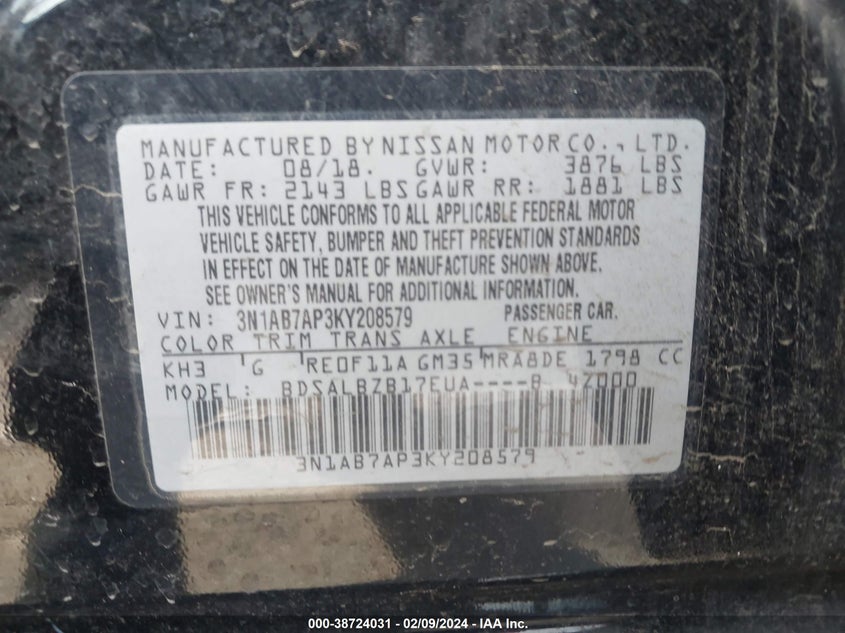 MANUFACTURED BY NISSAN MOTOR CO., LTD.
DATE: 08/18. GVWR: 3876 LBS
GAWR FR: 2143 LBS GAWR RR: 1881 LBS
THIS VEHICLE CONFORMS TO ALL APPLICABLE FEDERAL MOTOR
VEHICLE SAFETY, BUMPER AND THEFT PREVENTION STANDARDS
IN EFFECT ON THE DATE OF MANUFACTURE SHOWN ABOVE.
SEE OWNER'S MANUAL FOR ADDITIONAL INFORMATION.
VIN: 3N1AB7AP3KY208579 PASSENGER CAR.
COLOR TRIM TRANS AXLE ENGINE
KH3 G RE0F11A GM35 MRA8DE 1798 CC
MODEL: BDSALBZB17EUA----B 4Z000
3N1AB7AP3KY208579
000-38724031 - 02/09/2024 - IAA Inc.